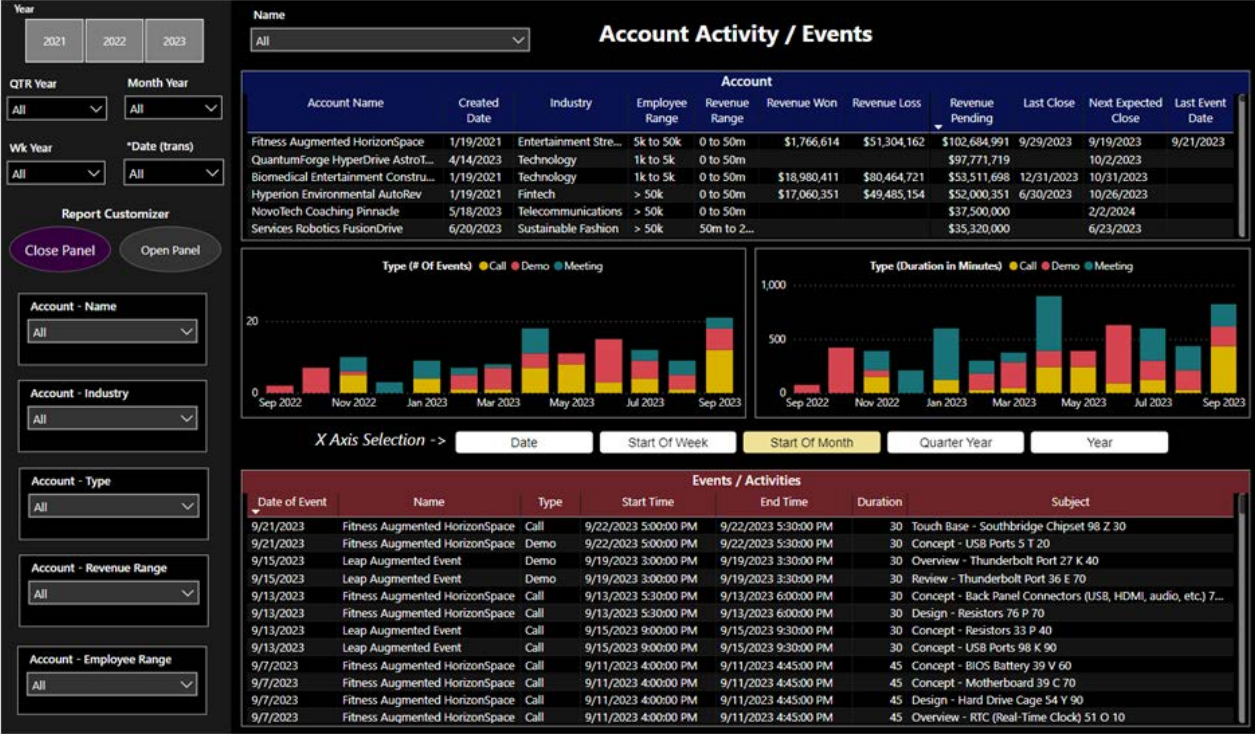 Year
2021 2022 2023
QTR Year Month Year
All All
Wk Year *Date (trans)
All All
Report Customizer
Close Panel Open Panel
Account - Name
All
Account - Industry
All
Account - Type
All
Account - Revenue Range
All
Account - Employee Range
All
Name
All
Account Activity / Events
Account
Account Name Created Date Industry Employee Range Revenue Range Revenue Won Revenue Loss Revenue Pending Last Close Next Expected Close Last Event Date
Fitness Augmented HorizonSpace 1/19/2021 Entertainment Stre... 5k to 50k 0 to 50m $1,766,614 $51,304,162 $102,684,991 9/29/2023 9/19/2023 9/21/2023
QuantumForge HyperDrive AstroT... 4/14/2023 Technology 1k to 5k 0 to 50m $97,771,719 10/2/2023
Biomedical Entertainment Constru... 1/19/2021 Technology 1k to 5k 0 to 50m $18,980,411 $80,464,721 $53,511,698 12/31/2023 10/31/2023
Hyperion Environmental AutoRev 1/19/2021 Fintech > 50k 0 to 50m $17,060,351 $49,485,154 $52,000,351 6/30/2023 10/26/2023
NovoTech Coaching Pinnacle 5/18/2023 Telecommunications > 50k 0 to 50m $37,500,000 2/2/2024
Services Robotics FusionDrive 6/20/2023 Sustainable Fashion > 50k 50m to 2... $35,320,000 6/23/2023
Type (# Of Events) Call Demo Meeting
20
0
Sep 2022 Nov 2022 Jan 2023 Mar 2023 May 2023 Jul 2023 Sep 2023
Type (Duration in Minutes) Call Demo Meeting
1,000
500
0
Sep 2022 Nov 2022 Jan 2023 Mar 2023 May 2023 Jul 2023 Sep 2023
X Axis Selection -> Date Start Of Week Start Of Month Quarter Year Year
Events / Activities
Date of Event Name Type Start Time End Time Duration Subject
9/21/2023 Fitness Augmented HorizonSpace Call 9/22/2023 5:00:00 PM 9/22/2023 5:30:00 PM 30 Touch Base - Southbridge Chipset 98 Z 30
9/21/2023 Fitness Augmented HorizonSpace Demo 9/22/2023 5:00:00 PM 9/22/2023 5:30:00 PM 30 Concept - USB Ports 5 T 20
9/15/2023 Leap Augmented Event Demo 9/19/2023 3:00:00 PM 9/19/2023 3:30:00 PM 30 Overview - Thunderbolt Port 27 K 40
9/15/2023 Leap Augmented Event Demo 9/19/2023 3:00:00 PM 9/19/2023 3:30:00 PM 30 Review - Thunderbolt Port 36 E 70
9/13/2023 Fitness Augmented HorizonSpace Call 9/13/2023 5:30:00 PM 9/13/2023 6:00:00 PM 30 Concept - Back Panel Connectors (USB, HDMI, audio, etc.) 7...
9/13/2023 Fitness Augmented HorizonSpace Call 9/13/2023 5:30:00 PM 9/13/2023 6:00:00 PM 30 Design - Resistors 76 P 70
9/13/2023 Leap Augmented Event Call 9/15/2023 9:00:00 PM 9/15/2023 9:30:00 PM 30 Concept - Resistors 33 P 40
9/13/2023 Leap Augmented Event Call 9/15/2023 9:00:00 PM 9/15/2023 9:30:00 PM 30 Concept - USB Ports 98 K 90
9/7/2023 Fitness Augmented HorizonSpace Call 9/11/2023 4:00:00 PM 9/11/2023 4:45:00 PM 45 Concept - BIOS Battery 39 V 60
9/7/2023 Fitness Augmented HorizonSpace Call 9/11/2023 4:00:00 PM 9/11/2023 4:45:00 PM 45 Concept - Motherboard 39 C 70
9/7/2023 Fitness Augmented HorizonSpace Call 9/11/2023 4:00:00 PM 9/11/2023 4:45:00 PM 45 Design - Hard Drive Cage 54 Y 90
9/7/2023 Fitness Augmented HorizonSpace Call 9/11/2023 4:00:00 PM 9/11/2023 4:45:00 PM 45 Overview - RTC (Real-Time Clock) 51 O 10